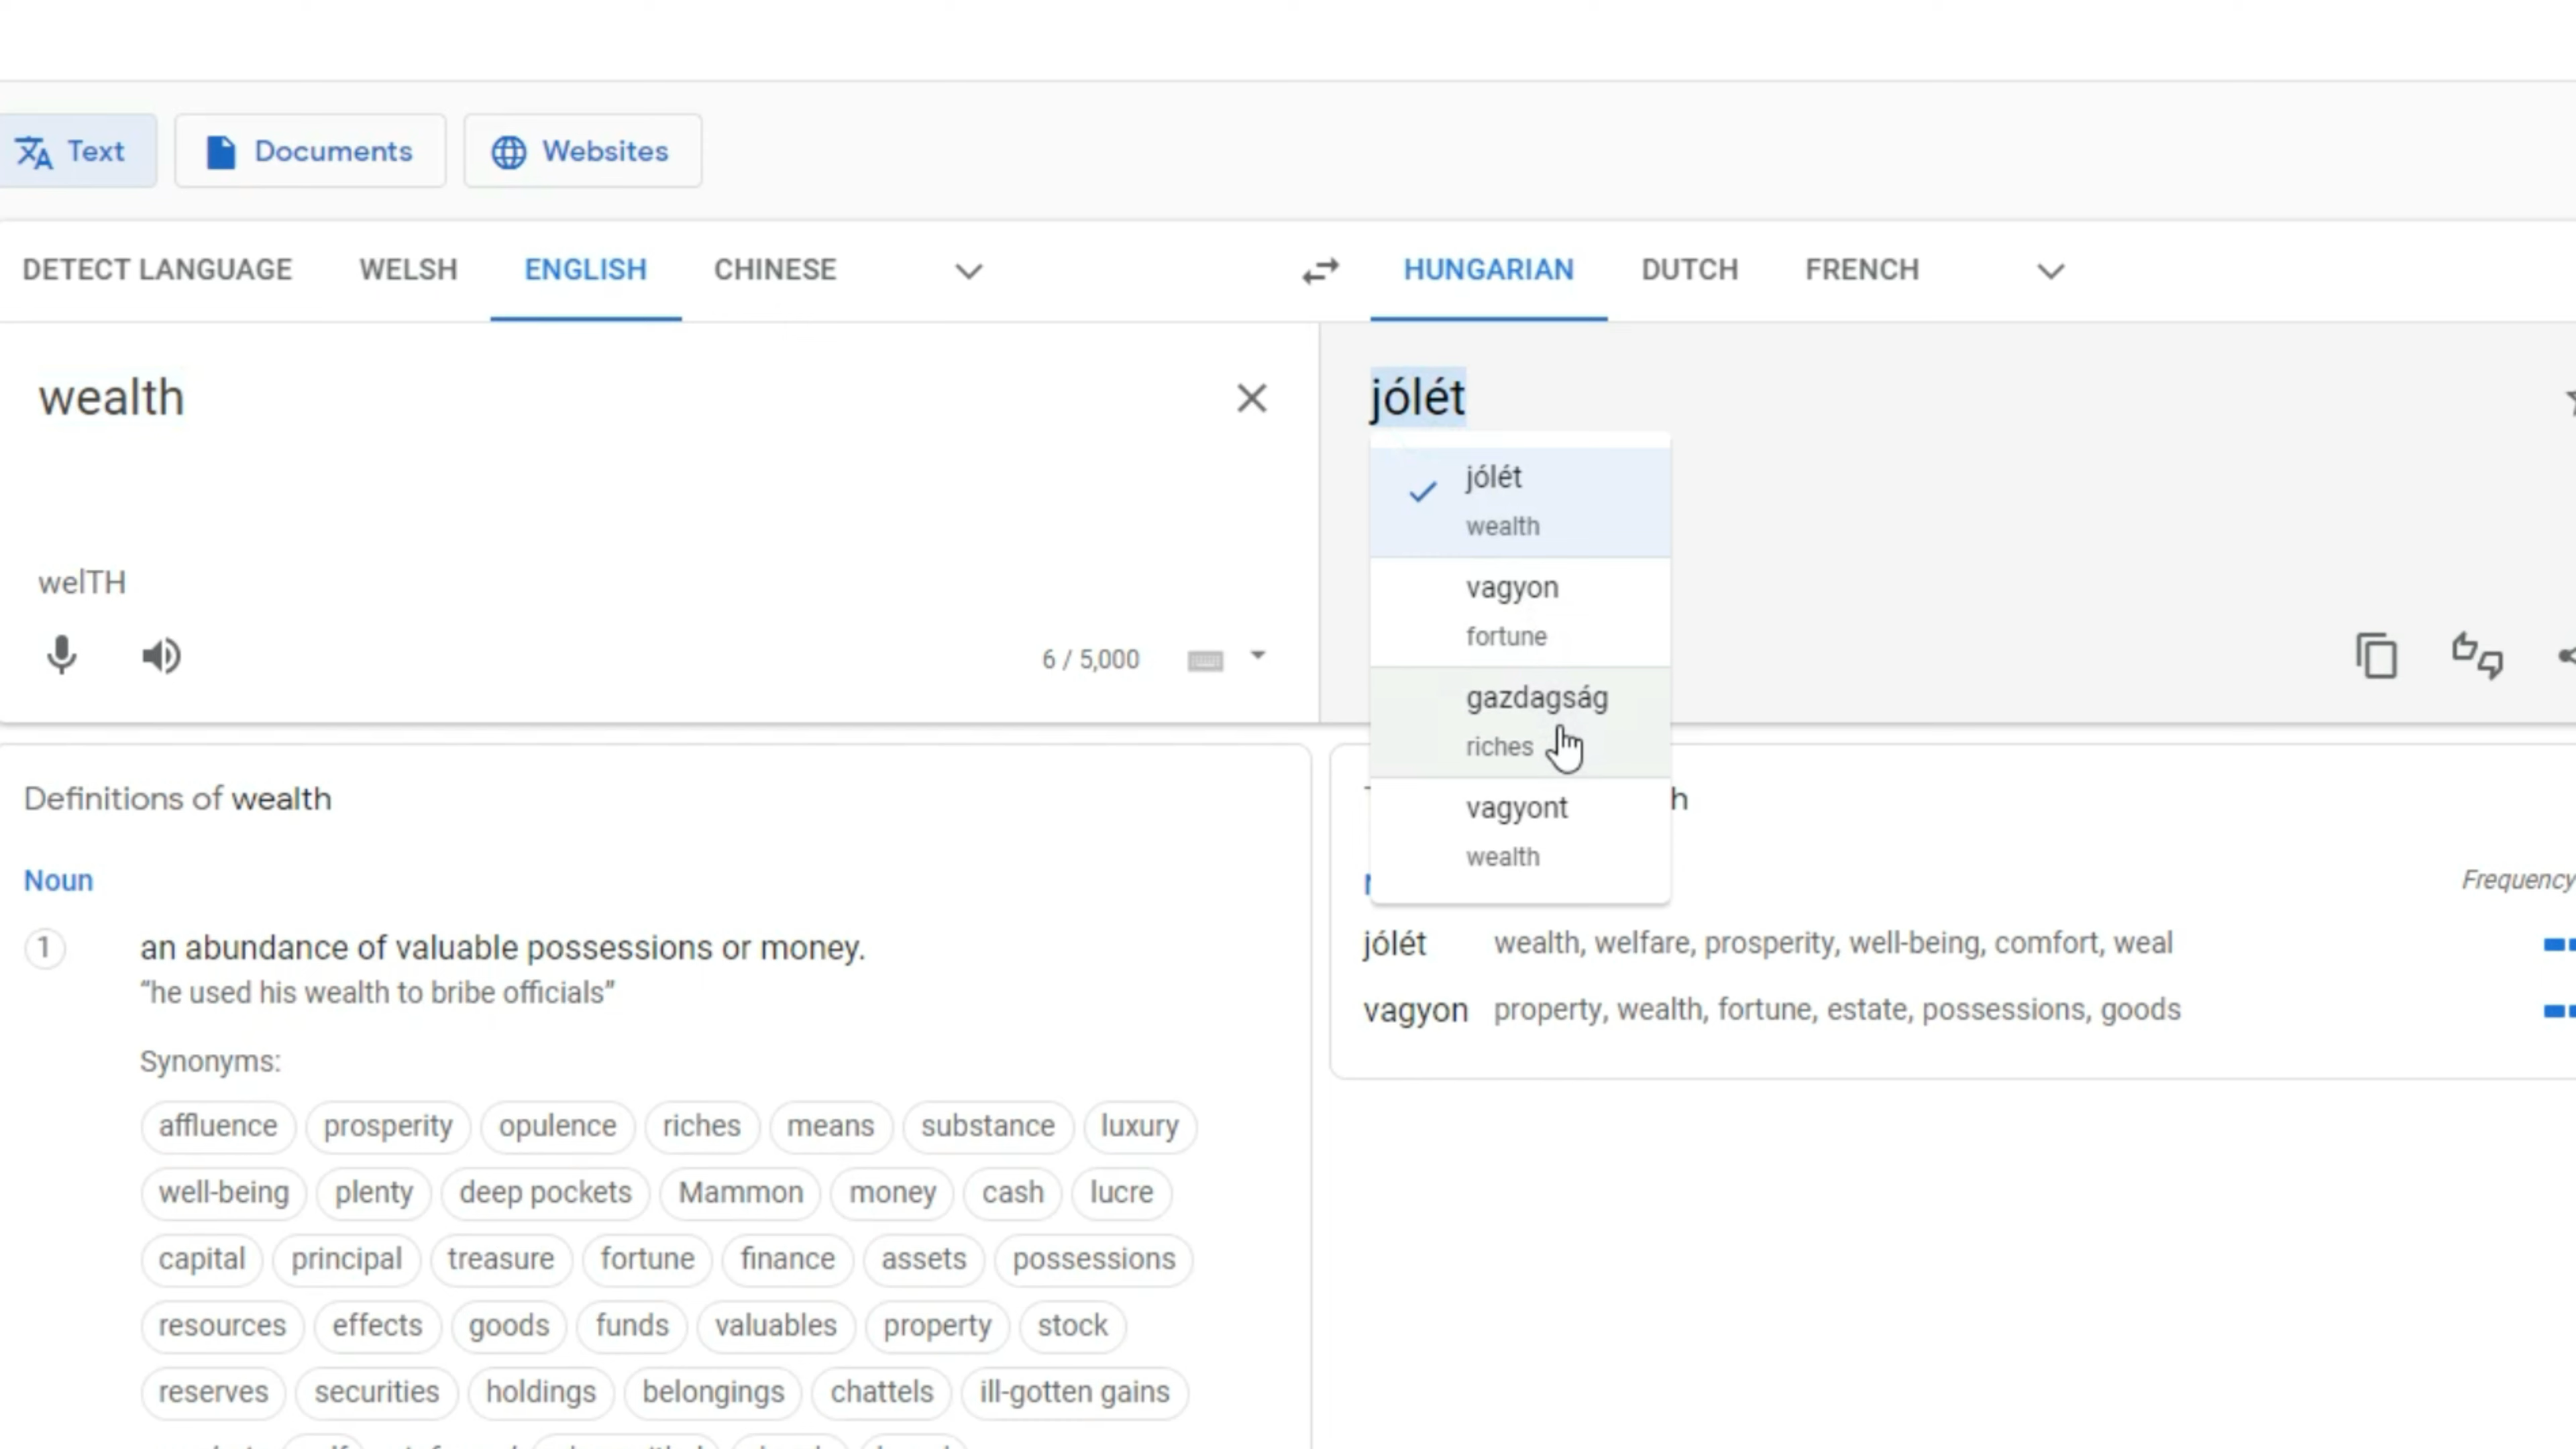 Text
Documents
Websites
DETECT LANGUAGE WELSH ENGLISH CHINESE
HUNGARIAN DUTCH FRENCH
wealth
welTH
6 / 5,000
jólét
jólét
wealth
vagyon
fortune
gazdagság
riches
vagyont
wealth
Definitions of wealth
Noun
1 an abundance of valuable possessions or money.
“he used his wealth to bribe officials”
Synonyms:
affluence prosperity opulence riches means substance luxury
well-being plenty deep pockets Mammon money cash lucre
capital principal treasure fortune finance assets possessions
resources effects goods funds valuables property stock
reserves securities holdings belongings chattels ill-gotten gains
Frequency
jólét wealth, welfare, prosperity, well-being, comfort, weal
vagyon property, wealth, fortune, estate, possessions, goods